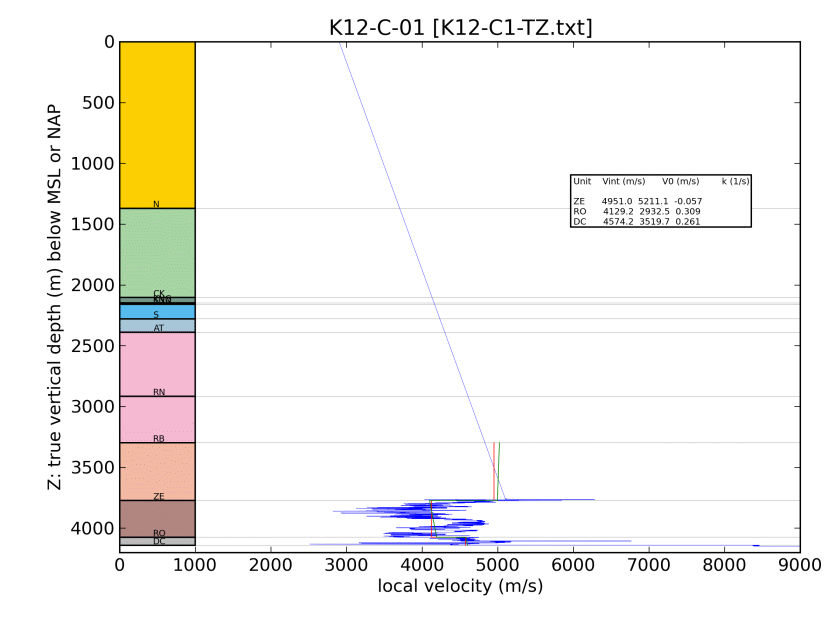 K12-C-01 [K12-C1-TZ.txt]
Z: true vertical depth (m) below MSL or NAP
0
500
1000
1500
2000
2500
3000
3500
4000
N
CK
S
AT
RN
RB
ZE
RO
DC
Unit Vint (m/s) V0 (m/s) k (1/s)
ZE 4951.0 5211.1 -0.057
RO 4129.2 2932.5 0.309
DC 4574.2 3519.7 0.261
0 1000 2000 3000 4000 5000 6000 7000 8000 9000
local velocity (m/s)